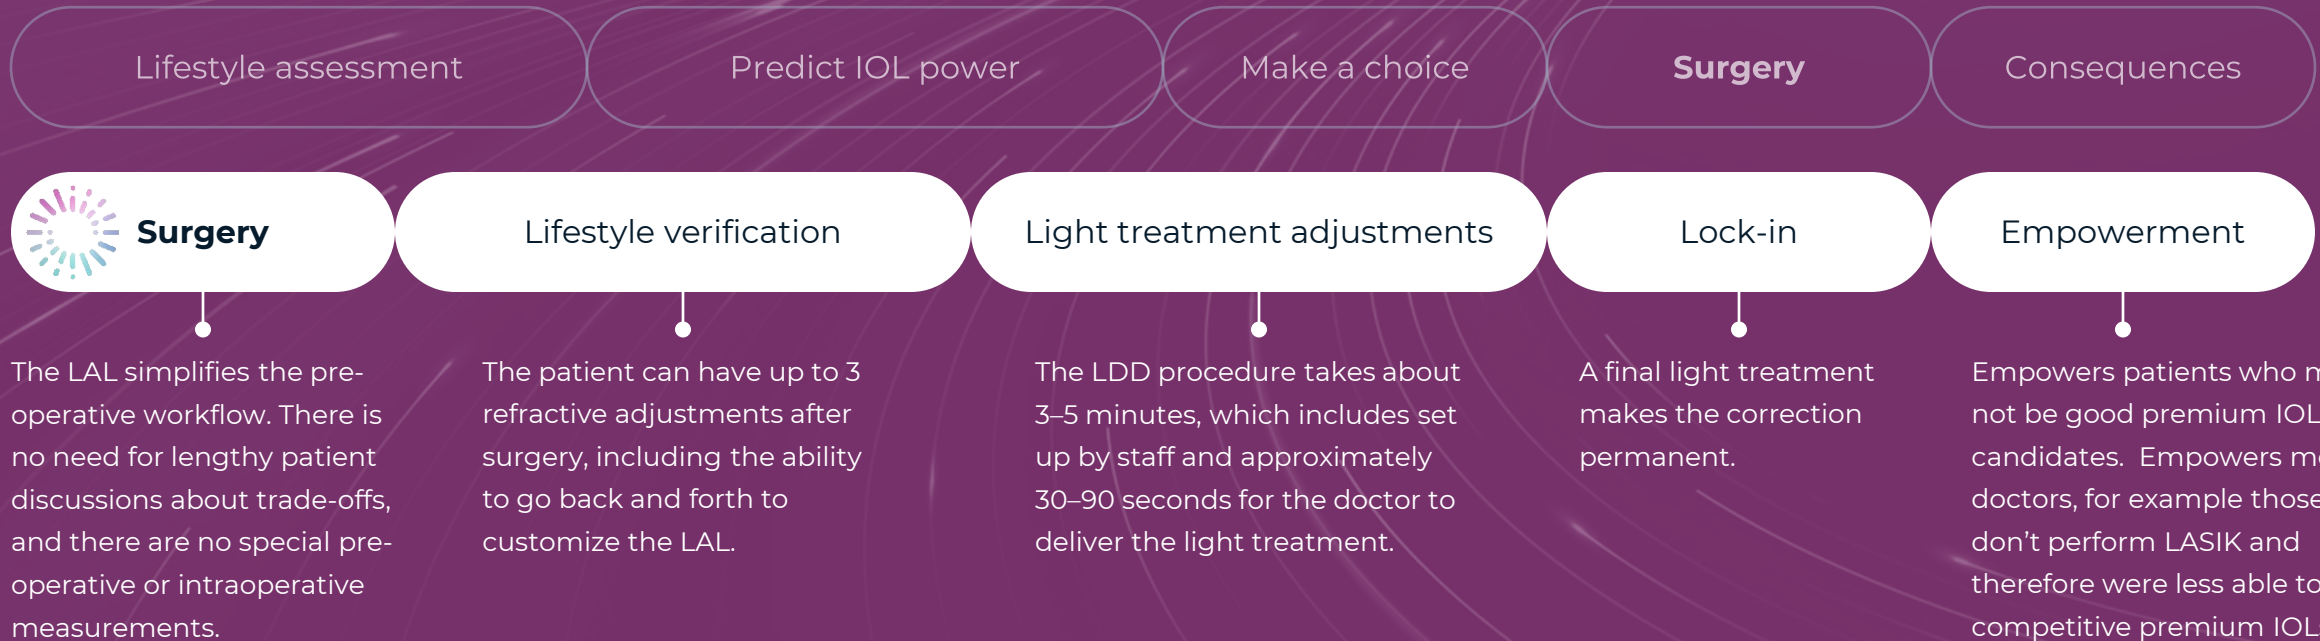 Lifestyle assessment
Predict IOL power
Make a choice
Surgery
Consequences
Surgery
Lifestyle verification
Light treatment adjustments
Lock-in
Empowerment
The LAL simplifies the pre-
operative workflow. There is
no need for lengthy patient
discussions about trade-offs,
and there are no special pre-
operative or intraoperative
measurements.
The patient can have up to 3
refractive adjustments after
surgery, including the ability
to go back and forth to
customize the LAL.
The LDD procedure takes about
3–5 minutes, which includes set
up by staff and approximately
30–90 seconds for the doctor to
deliver the light treatment.
A final light treatment
makes the correction
permanent.
Empowers patients who
not be good premium IOL
candidates. Empowers
doctors, for example those
don’t perform LASIK and
therefore were less able to
competitive premium IOL